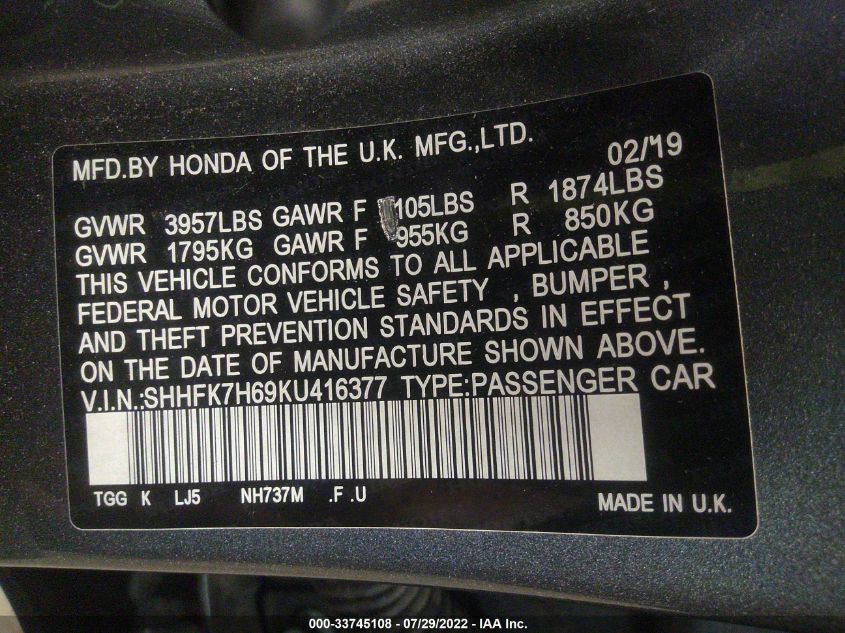 MFD.BY HONDA OF THE U.K. MFG.,LTD. 02/'19
GVWR 3957LBS GAWR F 105LBS R 1874LBS
GVWR 1795KG GAWR F 955KG R 850KG
THIS VEHICLE CONFORMS TO ALL APPLICABLE
FEDERAL MOTOR VEHICLE SAFETY , BUMPER ,
AND THEFT PREVENTION STANDARDS IN EFFECT
ON THE DATE OF MANUFACTURE SHOWN ABOVE.
V.I.N.:SHHFK7H69KU416377 TYPE:PASSENGER CAR
TGG K LJ5 NH737M .F .U MADE IN U.K.
000-33745108 - 07/29/2022 - IAA Inc.